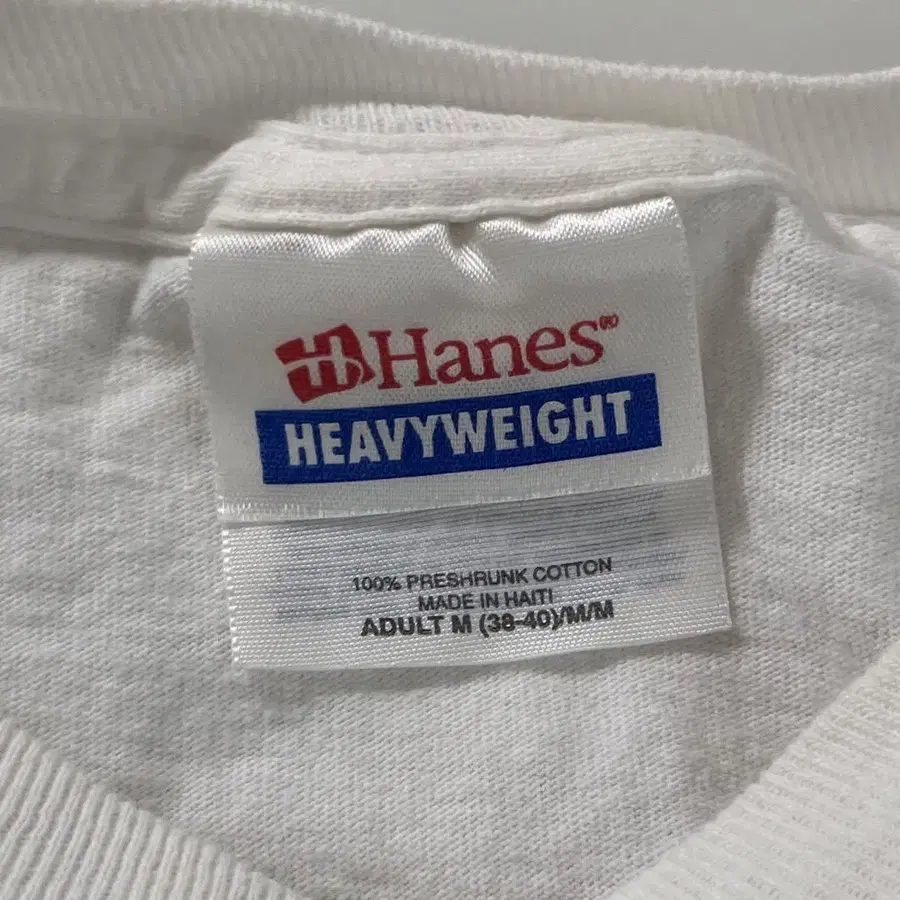 Hanes®
HEAVYWEIGHT
100% PRESHRUNK COTTON
MADE IN HAITI
ADULT M (38-40)/M/M